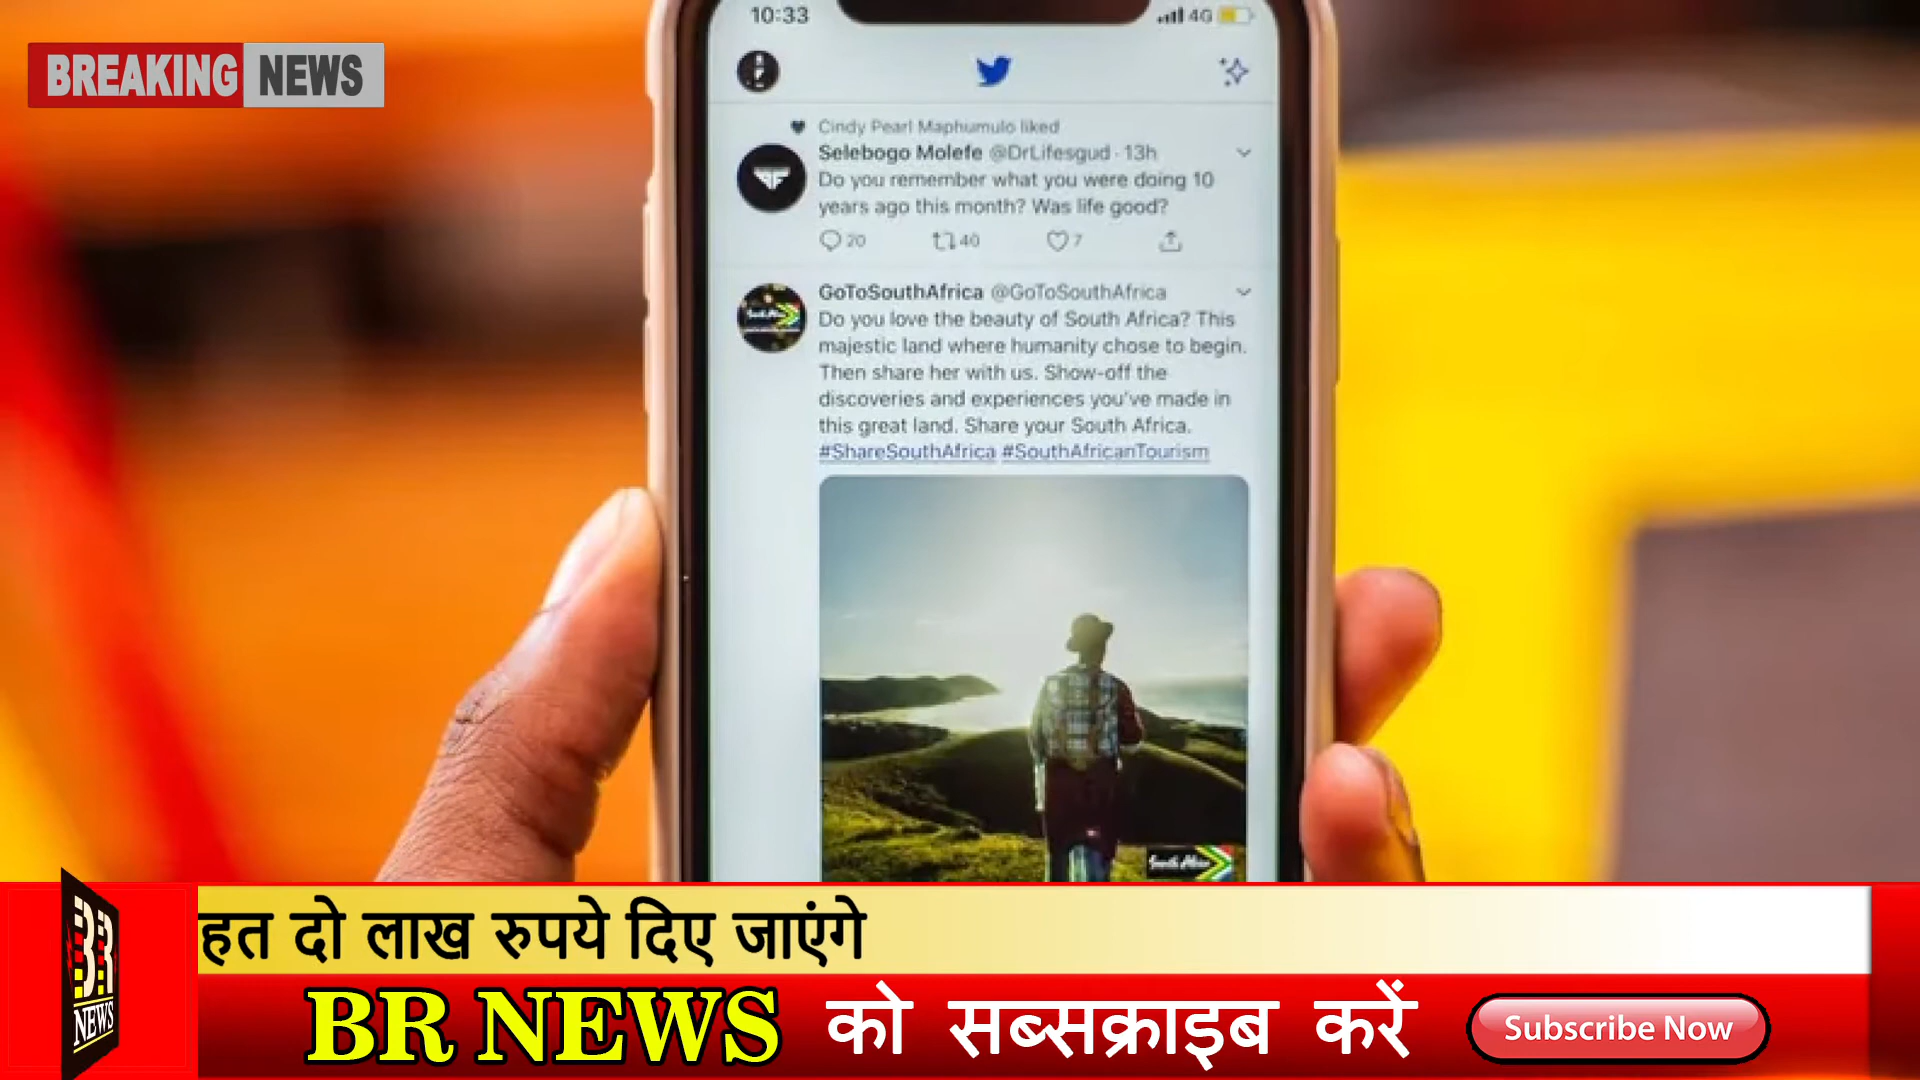 10:33
4G
BREAKING NEWS
Cindy Pearl Maphumulo liked
Selebogo Molefe @DrLifesgud · 13h
Do you remember what you were doing 10
years ago this month? Was life good?
20 40 7
GoToSouthAfrica @GoToSouthAfrica
Do you love the beauty of South Africa? This
majestic land where humanity chose to begin.
Then share her with us. Show-off the
discoveries and experiences you've made in
this great land. Share your South Africa.
#ShareSouthAfrica #SouthAfricanTourism
South Africa
हत दो लाख रुपये दिए जाएंगे
BR
NEWS
BR NEWS को सब्सक्राइब करें
Subscribe Now